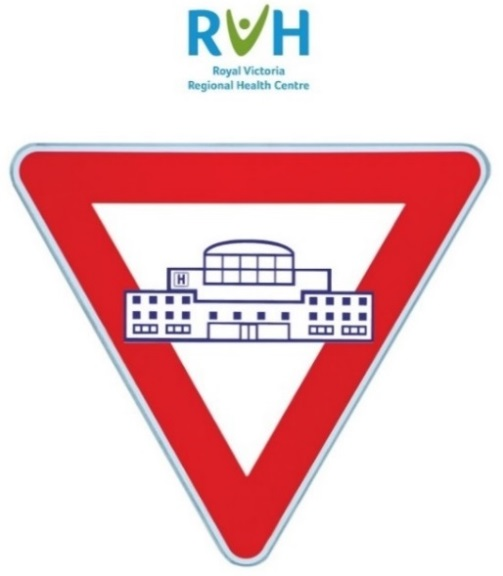 RVH
Royal Victoria
Regional Health Centre
H